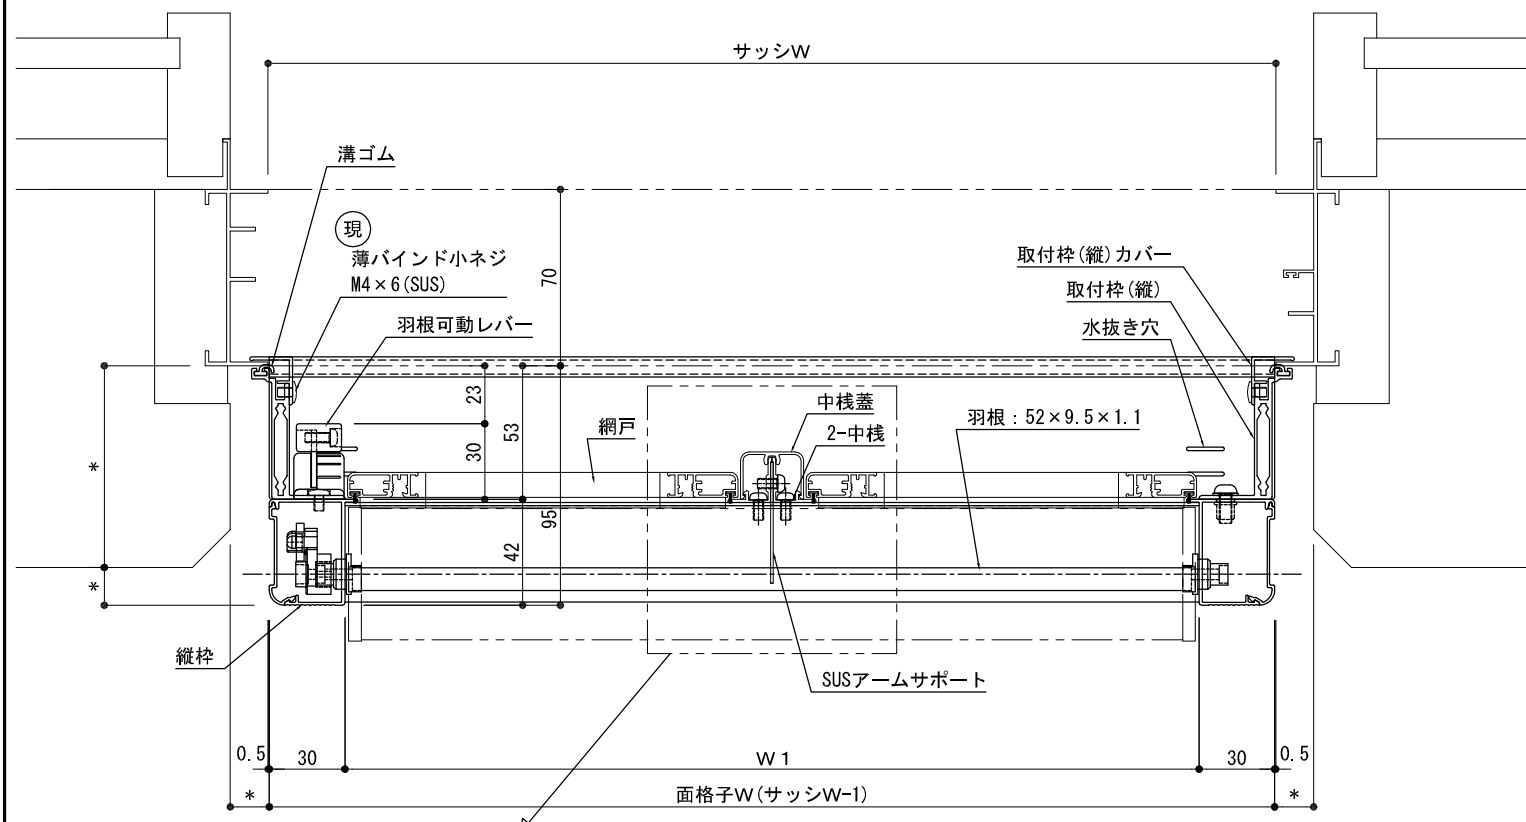 サッシW
溝ゴム
現
薄バインド小ネジ
M4×6(SUS)
羽根可動レバー
70
取付枠(縦)カバー
取付枠(縦)
水抜き穴
23
30
53
95
42
網戸
中桟蓋
2-中桟
羽根：52×9.5×1.1
*
*
縦枠
SUSアームサポート
0.5
30
W1
30
0.5
*
面格子W(サッシW-1)
*